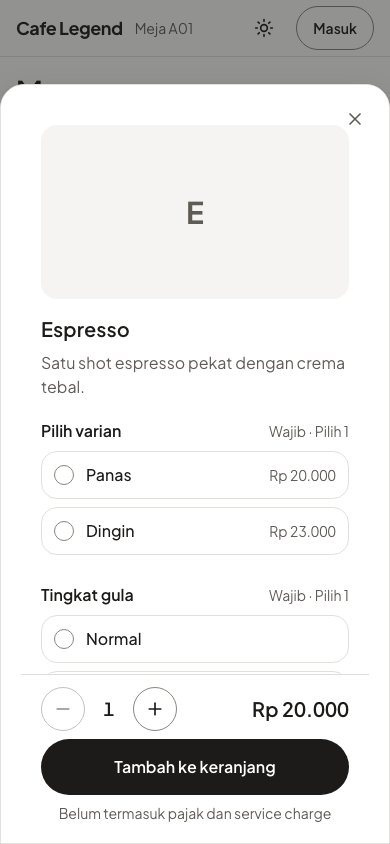 Cafe Legend Meja A01 Masuk
E
Espresso
Satu shot espresso pekat dengan crema
tebal.
Pilih varian Wajib · Pilih 1
Panas Rp 20.000
Dingin Rp 23.000
Tingkat gula Wajib · Pilih 1
Normal
1 Rp 20.000
Tambah ke keranjang
Belum termasuk pajak dan service charge